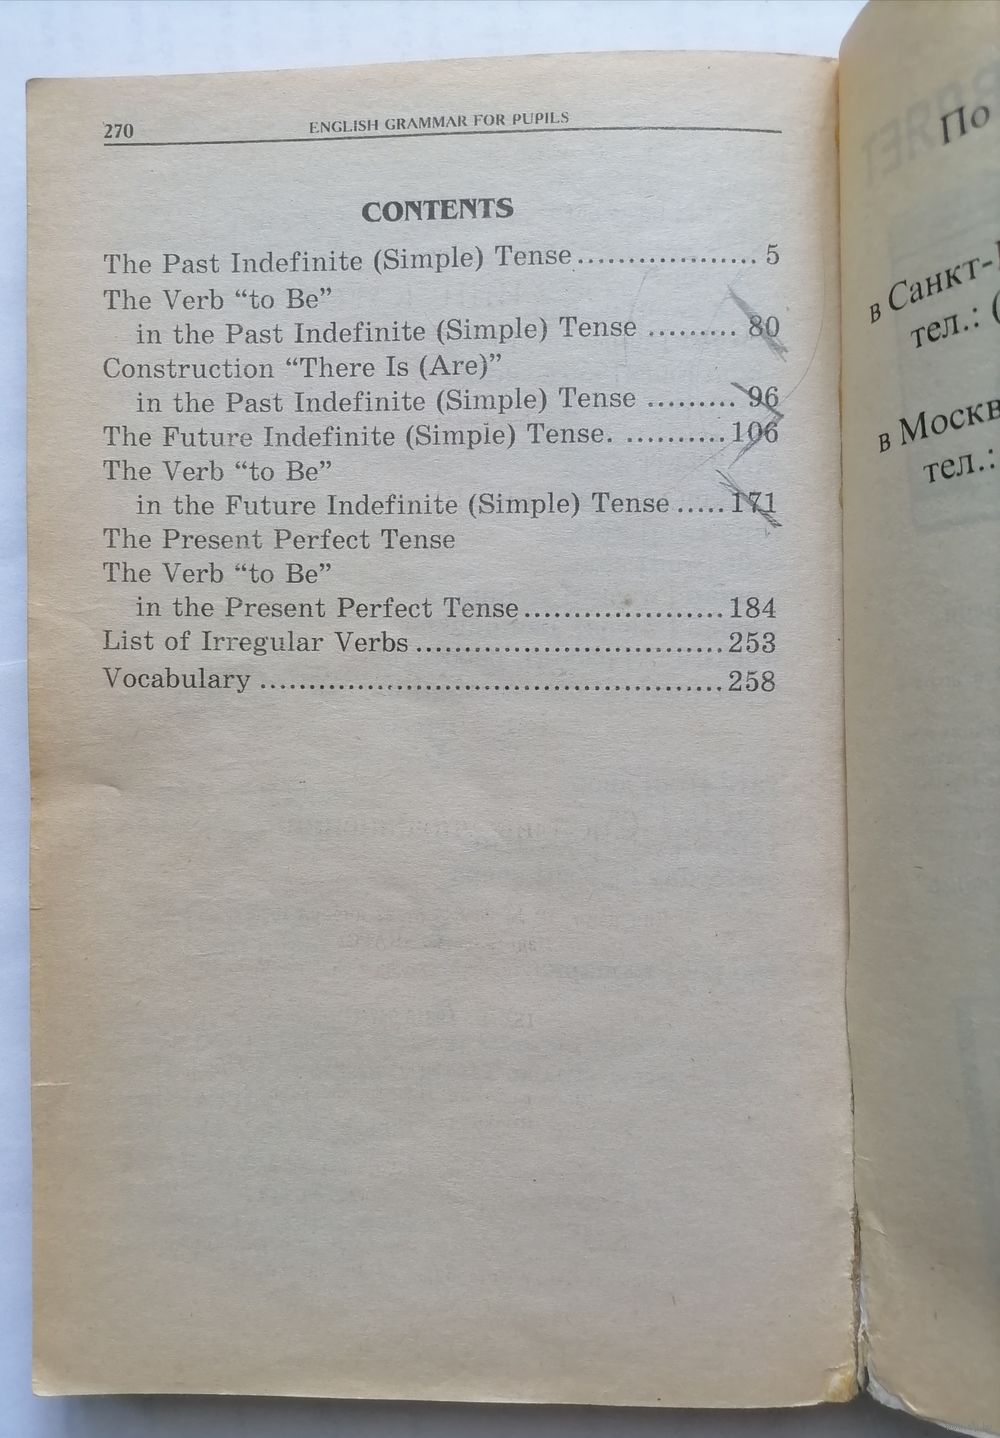 270
ENGLISH GRAMMAR FOR PUPILS
CONTENTS
The Past Indefinite (Simple) Tense.................. 5
The Verb “to Be”
in the Past Indefinite (Simple) Tense ......... 80
Construction “There Is (Are)”
in the Past Indefinite (Simple) Tense ......... 96
The Future Indefinite (Simple) Tense. ..........106
The Verb “to Be”
in the Future Indefinite (Simple) Tense .....171
The Present Perfect Tense
The Verb “to Be”
in the Present Perfect Tense....................184
List of Irregular Verbs ...............................253
Vocabulary ...............................................258
По
в Санкт-
тел.: (
в Москв
тел.: